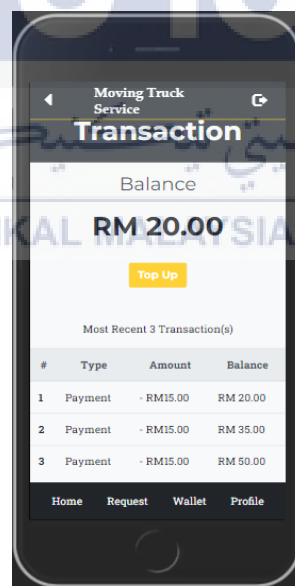 Moving Truck
Service
Transaction
Balance
RM 20.00
Top Up
Most Recent 3 Transaction(s)
# Type Amount Balance
1 Payment - RM15.00 RM 20.00
2 Payment - RM15.00 RM 35.00
3 Payment - RM15.00 RM 50.00
Home Request Wallet Profile
KAL MALAYSIA